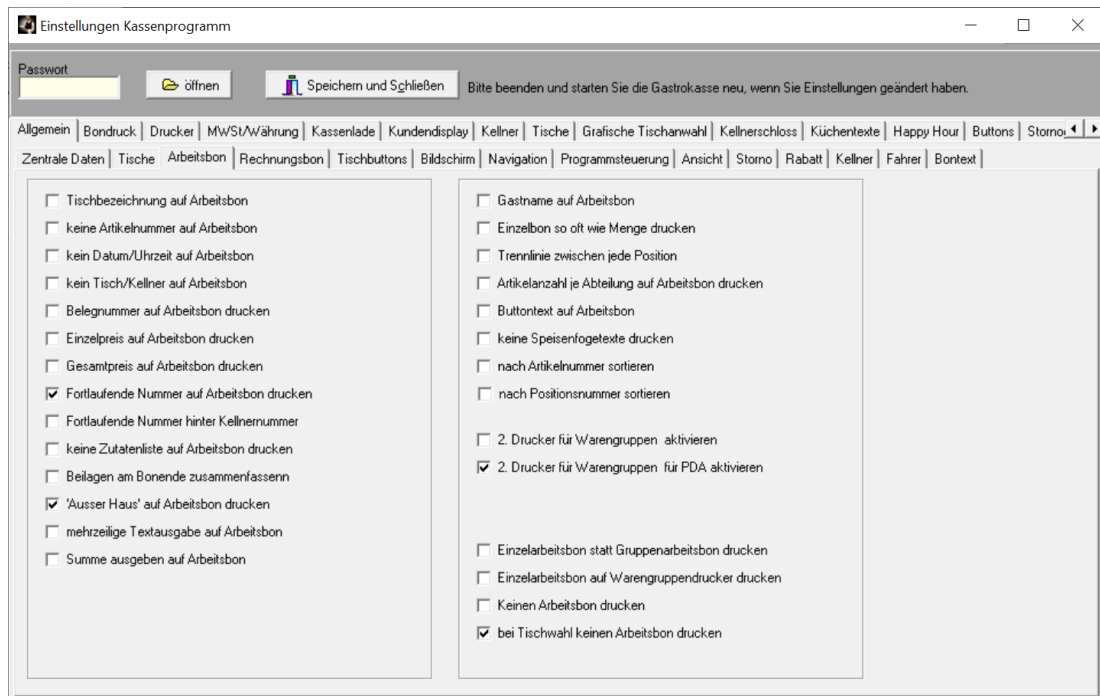 Einstellungen Kassenprogramm
Passwort
öffnen
Speichern und Schließen
Bitte beenden und starten Sie die Gastrokasse neu, wenn Sie Einstellungen geändert haben.
Allgemein Bondruck Drucker MWSt/Währung Kassenlade Kundendisplay Kellner Tische Grafische Tischanwahl Kellnerschloss Küchentexte Happy Hour Buttons
Zentrale Daten Tische Arbeitsbon Rechnungsbon Tischbuttons Bildschirm Navigation Programmsteuerung Ansicht Storno Rabatt Kellner Fahrer Bontext
Tischbezeichnung auf Arbeitsbon
keine Artikelnummer auf Arbeitsbon
kein Datum/Uhrzeit auf Arbeitsbon
kein Tisch/Kellner auf Arbeitsbon
Belegnummer auf Arbeitsbon drucken
Einzelpreis auf Arbeitsbon drucken
Gesamtpreis auf Arbeitsbon drucken
Fortlaufende Nummer auf Arbeitsbon drucken
Fortlaufende Nummer hinter Kellnernummer
keine Zutatenliste auf Arbeitsbon drucken
Beilagen am Bonende zusammenfassenn
'Ausser Haus' auf Arbeitsbon drucken
mehrzeilige Textausgabe auf Arbeitsbon
Summe ausgeben auf Arbeitsbon
Gastname auf Arbeitsbon
Einzelbon so oft wie Menge drucken
Trennlinie zwischen jede Position
Artikelanzahl je Abteilung auf Arbeitsbon drucken
Buttontext auf Arbeitsbon
keine Speisenfogetexte drucken
nach Artikelnummer sortieren
nach Positionsnummer sortieren
2. Drucker für Warengruppen aktivieren
2. Drucker für Warengruppen für PDA aktivieren
Einzelarbeitsbon statt Gruppenarbeitsbon drucken
Einzelarbeitsbon auf Warengruppendrucker drucken
Keinen Arbeitsbon drucken
bei Tischwahl keinen Arbeitsbon drucken